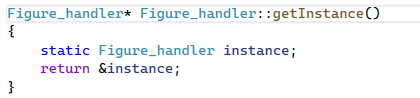 Figure_handler* Figure_handler::getInstance()
{
    static Figure_handler instance;
    return &instance;
}